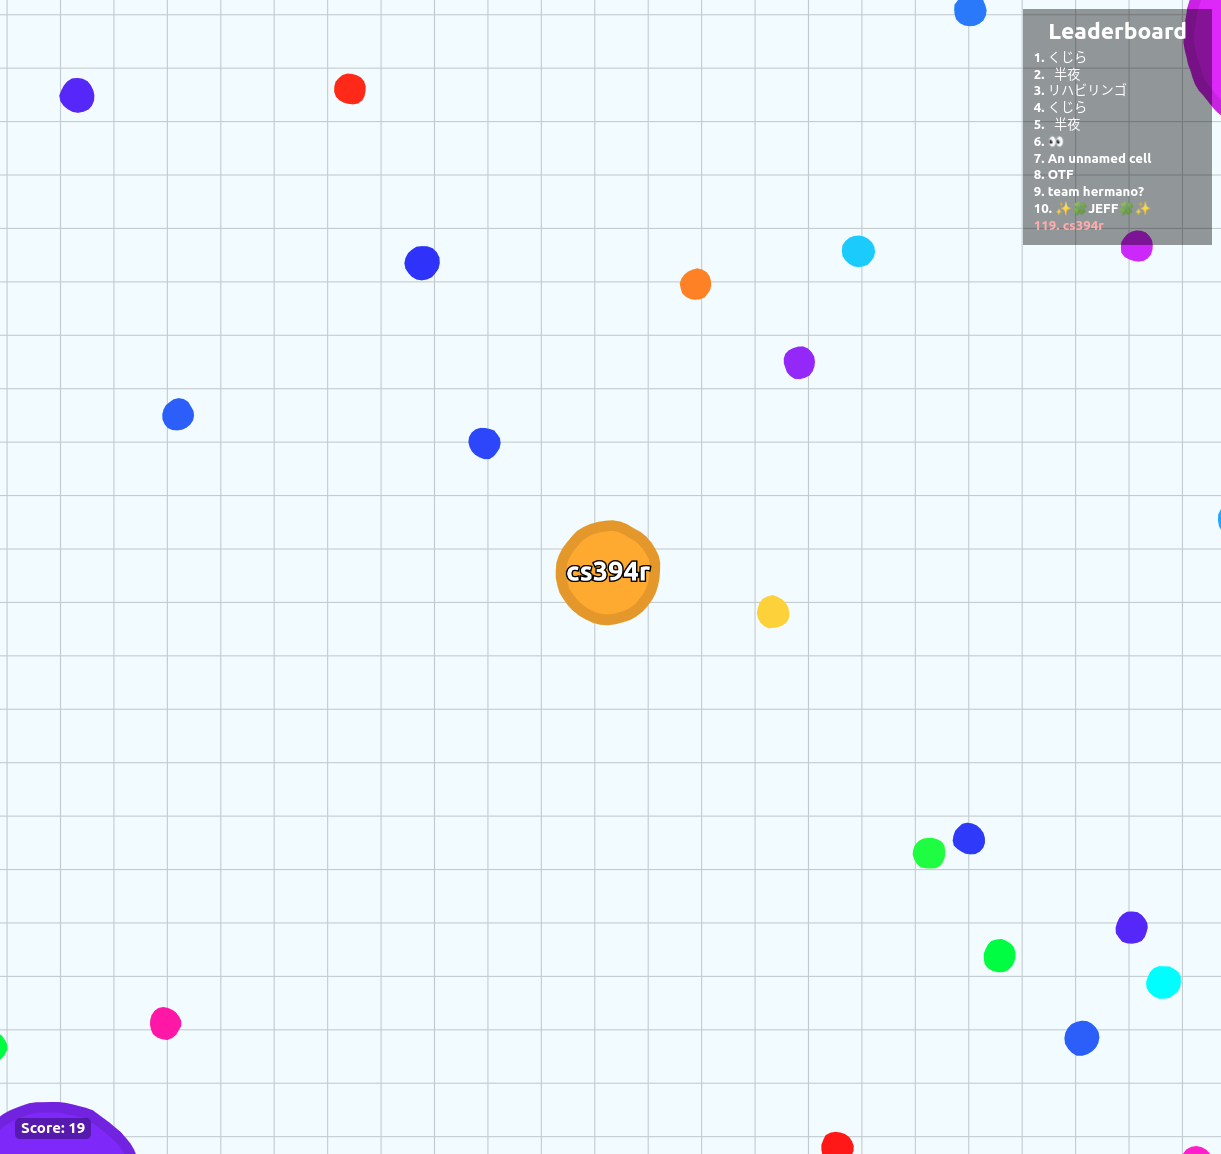 Leaderboard
1. くじら
2. 半夜
3. リハビリンゴ
4. くじら
5. 半夜
6. 👀
7. An unnamed cell
8. OTF
9. team hermano?
10. ✨🍀JEFF🍀✨
119. cs394r
cs394r
Score: 19